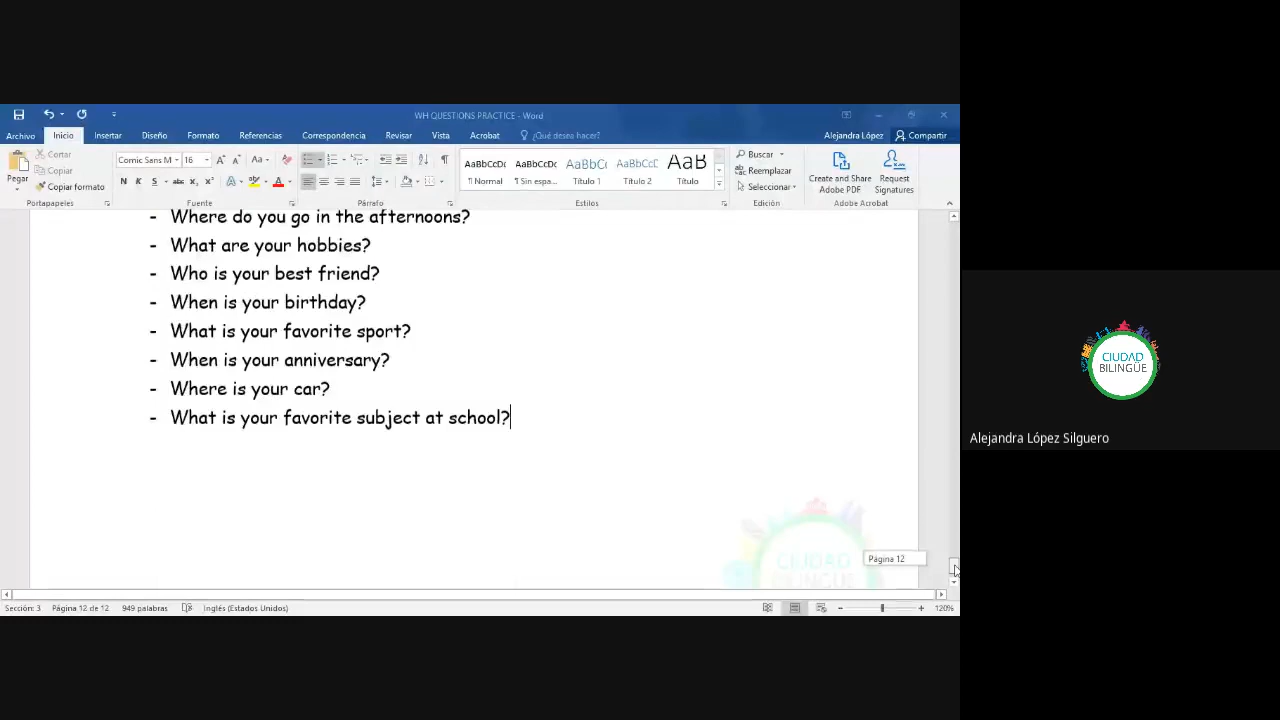 WH QUESTIONS PRACTICE - Word
Archivo Inicio Insertar Diseño Formato Referencias Correspondencia Revisar Vista Acrobat ¿Qué desea hacer? Alejandra López Compartir
Pegar
Cortar
Copiar
Copiar formato
Portapapeles
Comic Sans M 16
Aa
N K S abc x₂ x²
Fuente
Párrafo
AaBbCcDc AaBbCcDc AaBbCc AaBbCcC AaB
¶ Normal ¶ Sin espa... Título 1 Título 2 Título
Estilos
Buscar
Reemplazar
Seleccionar
Edición
Create and Share Adobe PDF
Request Signatures
Adobe Acrobat
- Where do you go in the afternoons?
- What are your hobbies?
- Who is your best friend?
- When is your birthday?
- What is your favorite sport?
- When is your anniversary?
- Where is your car?
- What is your favorite subject at school?
CIUDAD
BILINGÜE
Página 12
Sección: 3 Página 12 de 12 949 palabras Inglés (Estados Unidos) 120%
CIUDAD
BILINGÜE
Alejandra López Silguero